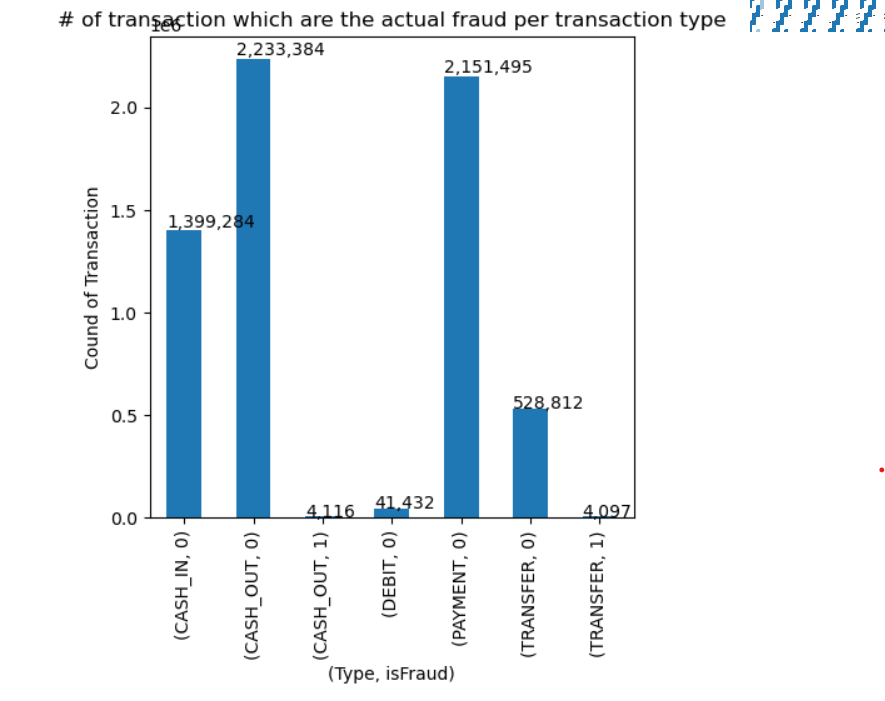 # of transaction which are the actual fraud per transaction type
1e6
2,233,384
2,151,495
2.0
1.5
1,399,284
Cound of Transaction
1.0
0.5
528,812
4,116
41,432
4,097
0.0
(CASH_IN, 0)
(CASH_OUT, 0)
(CASH_OUT, 1)
(DEBIT, 0)
(PAYMENT, 0)
(TRANSFER, 0)
(TRANSFER, 1)
(Type, isFraud)